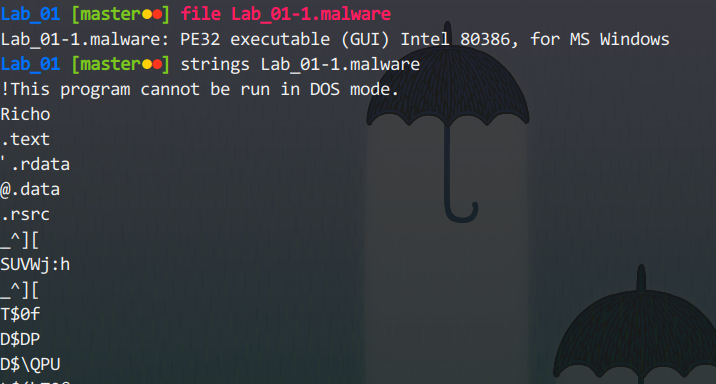 Lab_01 [master●●] file Lab_01-1.malware
Lab_01-1.malware: PE32 executable (GUI) Intel 80386, for MS Windows
Lab_01 [master●●] strings Lab_01-1.malware
!This program cannot be run in DOS mode.
Richo
.text
'.rdata
@.data
.rsrc
_^][
SUVWj:h
_^][
T$0f
D$DP
D$\QPU